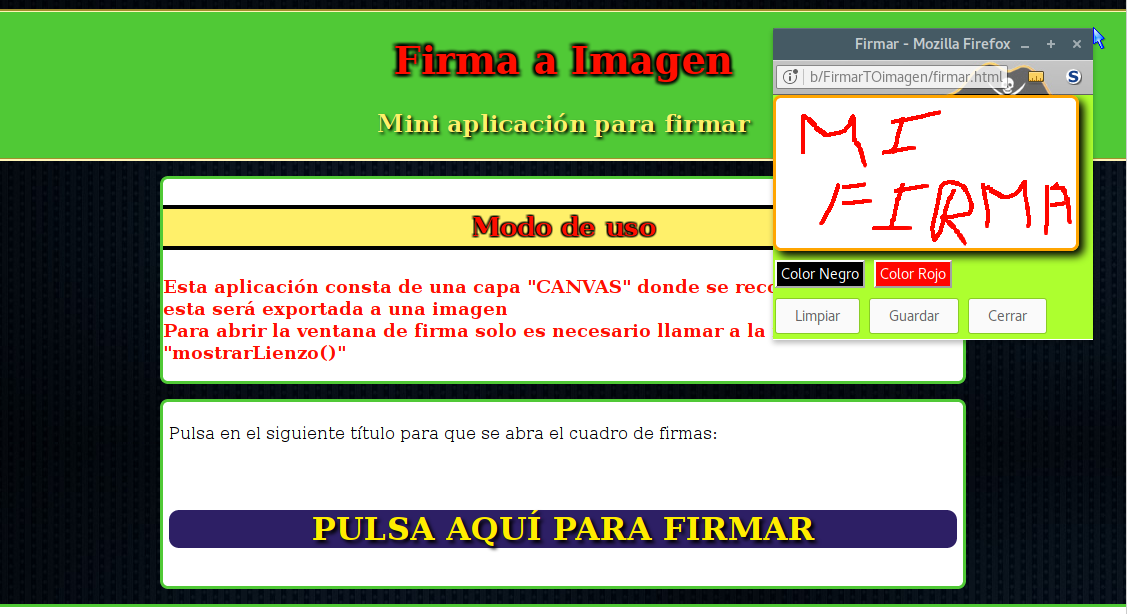 Firma a Imagen
Mini aplicación para firmar
Modo de uso
Esta aplicación consta de una capa "CANVAS" donde se
esta será exportada a una imagen
Para abrir la ventana de firma solo es necesario llamar a la
"mostrarLienzo()"
Pulsa en el siguiente título para que se abra el cuadro de firmas:
PULSA AQUÍ PARA FIRMAR
Firmar - Mozilla Firefox
b/FirmarTOimagen/firmar.html
MI
FIRMA
Color Negro Color Rojo
Limpiar Guardar Cerrar